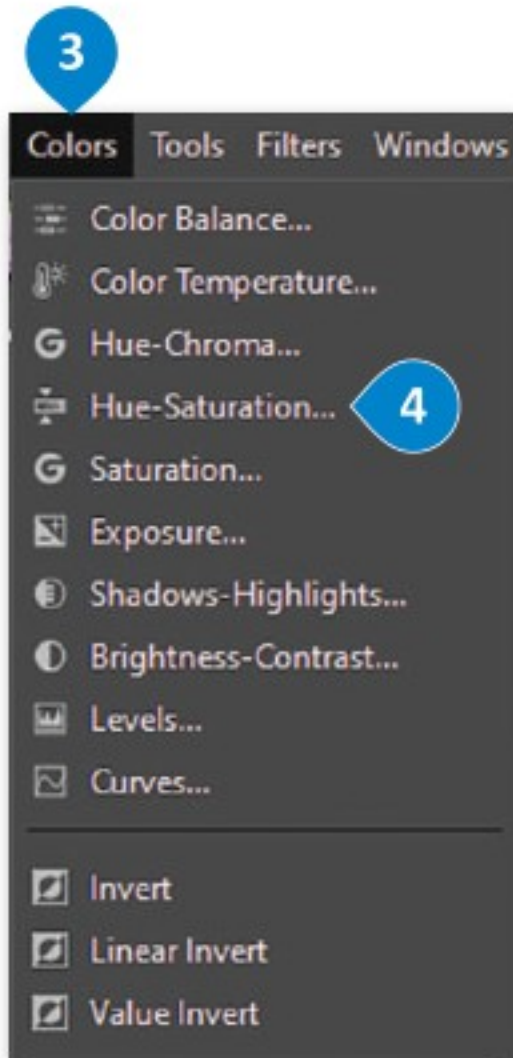 3
Colors Tools Filters Windows
Color Balance...
Color Temperature...
Hue-Chroma...
Hue-Saturation... 4
Saturation...
Exposure...
Shadows-Highlights...
Brightness-Contrast...
Levels...
Curves...
Invert
Linear Invert
Value Invert